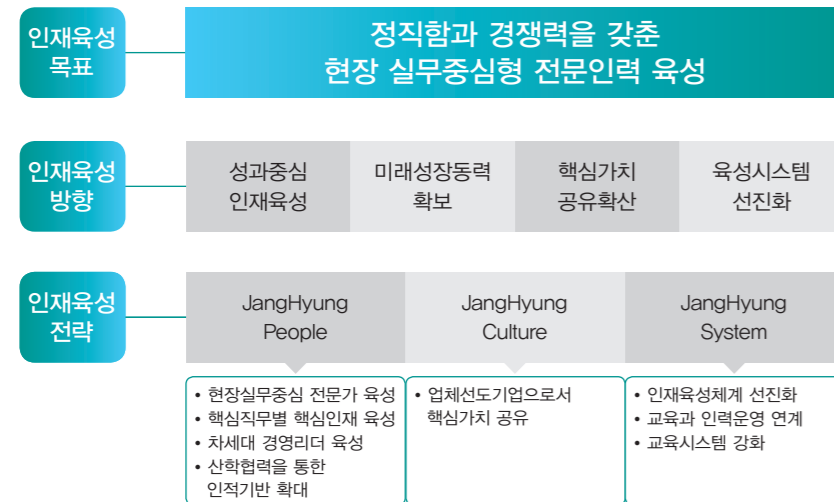 인재육성
목표
정직함과 경쟁력을 갖춘
현장 실무중심형 전문인력 육성
인재육성
방향
성과중심
인재육성
미래성장동력
확보
핵심가치
공유확산
육성시스템
선진화
인재육성
전략
JangHyung
People
JangHyung
Culture
JangHyung
System
• 현장실무중심 전문가 육성
• 핵심직무별 핵심인재 육성
• 차세대 경영리더 육성
• 산학협력을 통한
인적기반 확대
• 업체선도기업으로서
핵심가치 공유
• 인재육성체계 선진화
• 교육과 인력운영 연계
• 교육시스템 강화